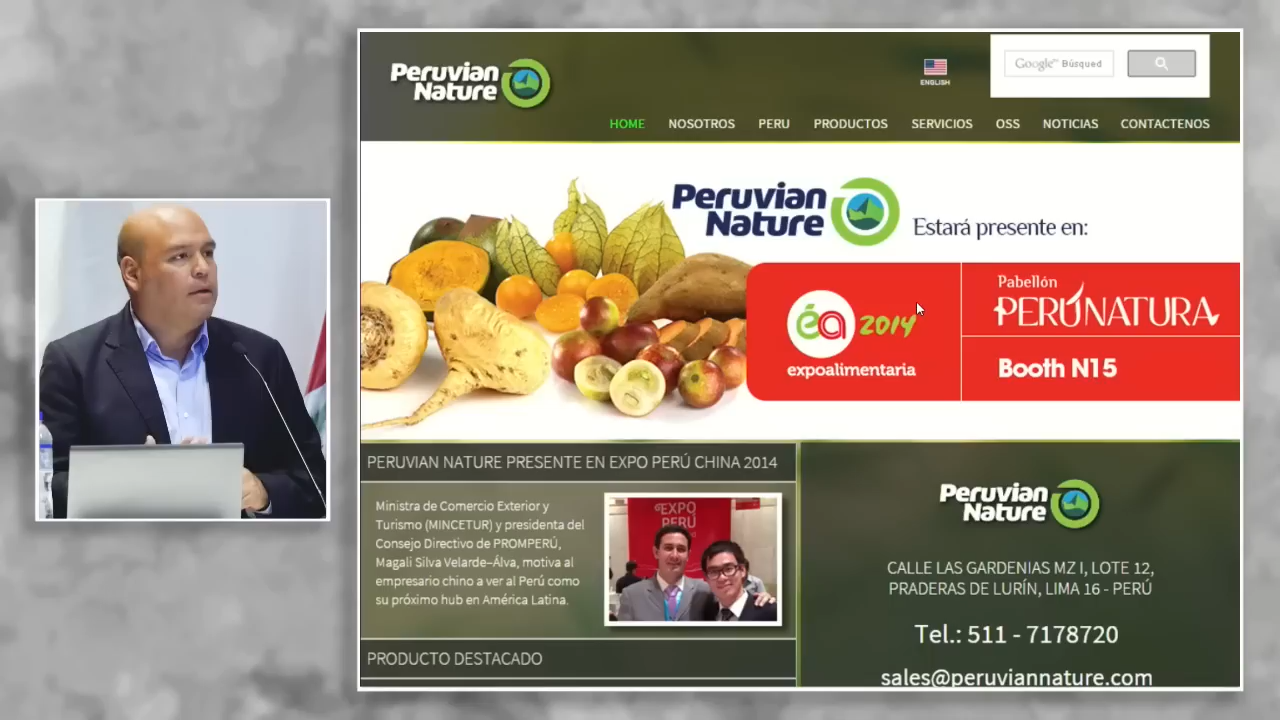 Peruvian
Nature
ENGLISH
Google™ Búsqued
HOME NOSOTROS PERU PRODUCTOS SERVICIOS OSS NOTICIAS CONTACTENOS
Peruvian
Nature
Estará presente en:
éa 2014
expoalimentaria
Pabellón
PERÚNATURA
Booth N15
PERUVIAN NATURE PRESENTE EN EXPO PERÚ CHINA 2014
Ministra de Comercio Exterior y
Turismo (MINCETUR) y presidenta del
Consejo Directivo de PROMPERÚ,
Magali Silva Velarde–Álva, motiva al
empresario chino a ver al Perú como
su próximo hub en América Latina.
EXPO
PERÚ
PRODUCTO DESTACADO
Peruvian
Nature
CALLE LAS GARDENIAS MZ I, LOTE 12,
PRADERAS DE LURÍN, LIMA 16 - PERÚ
Tel.: 511 - 7178720
sales@peruviannature.com